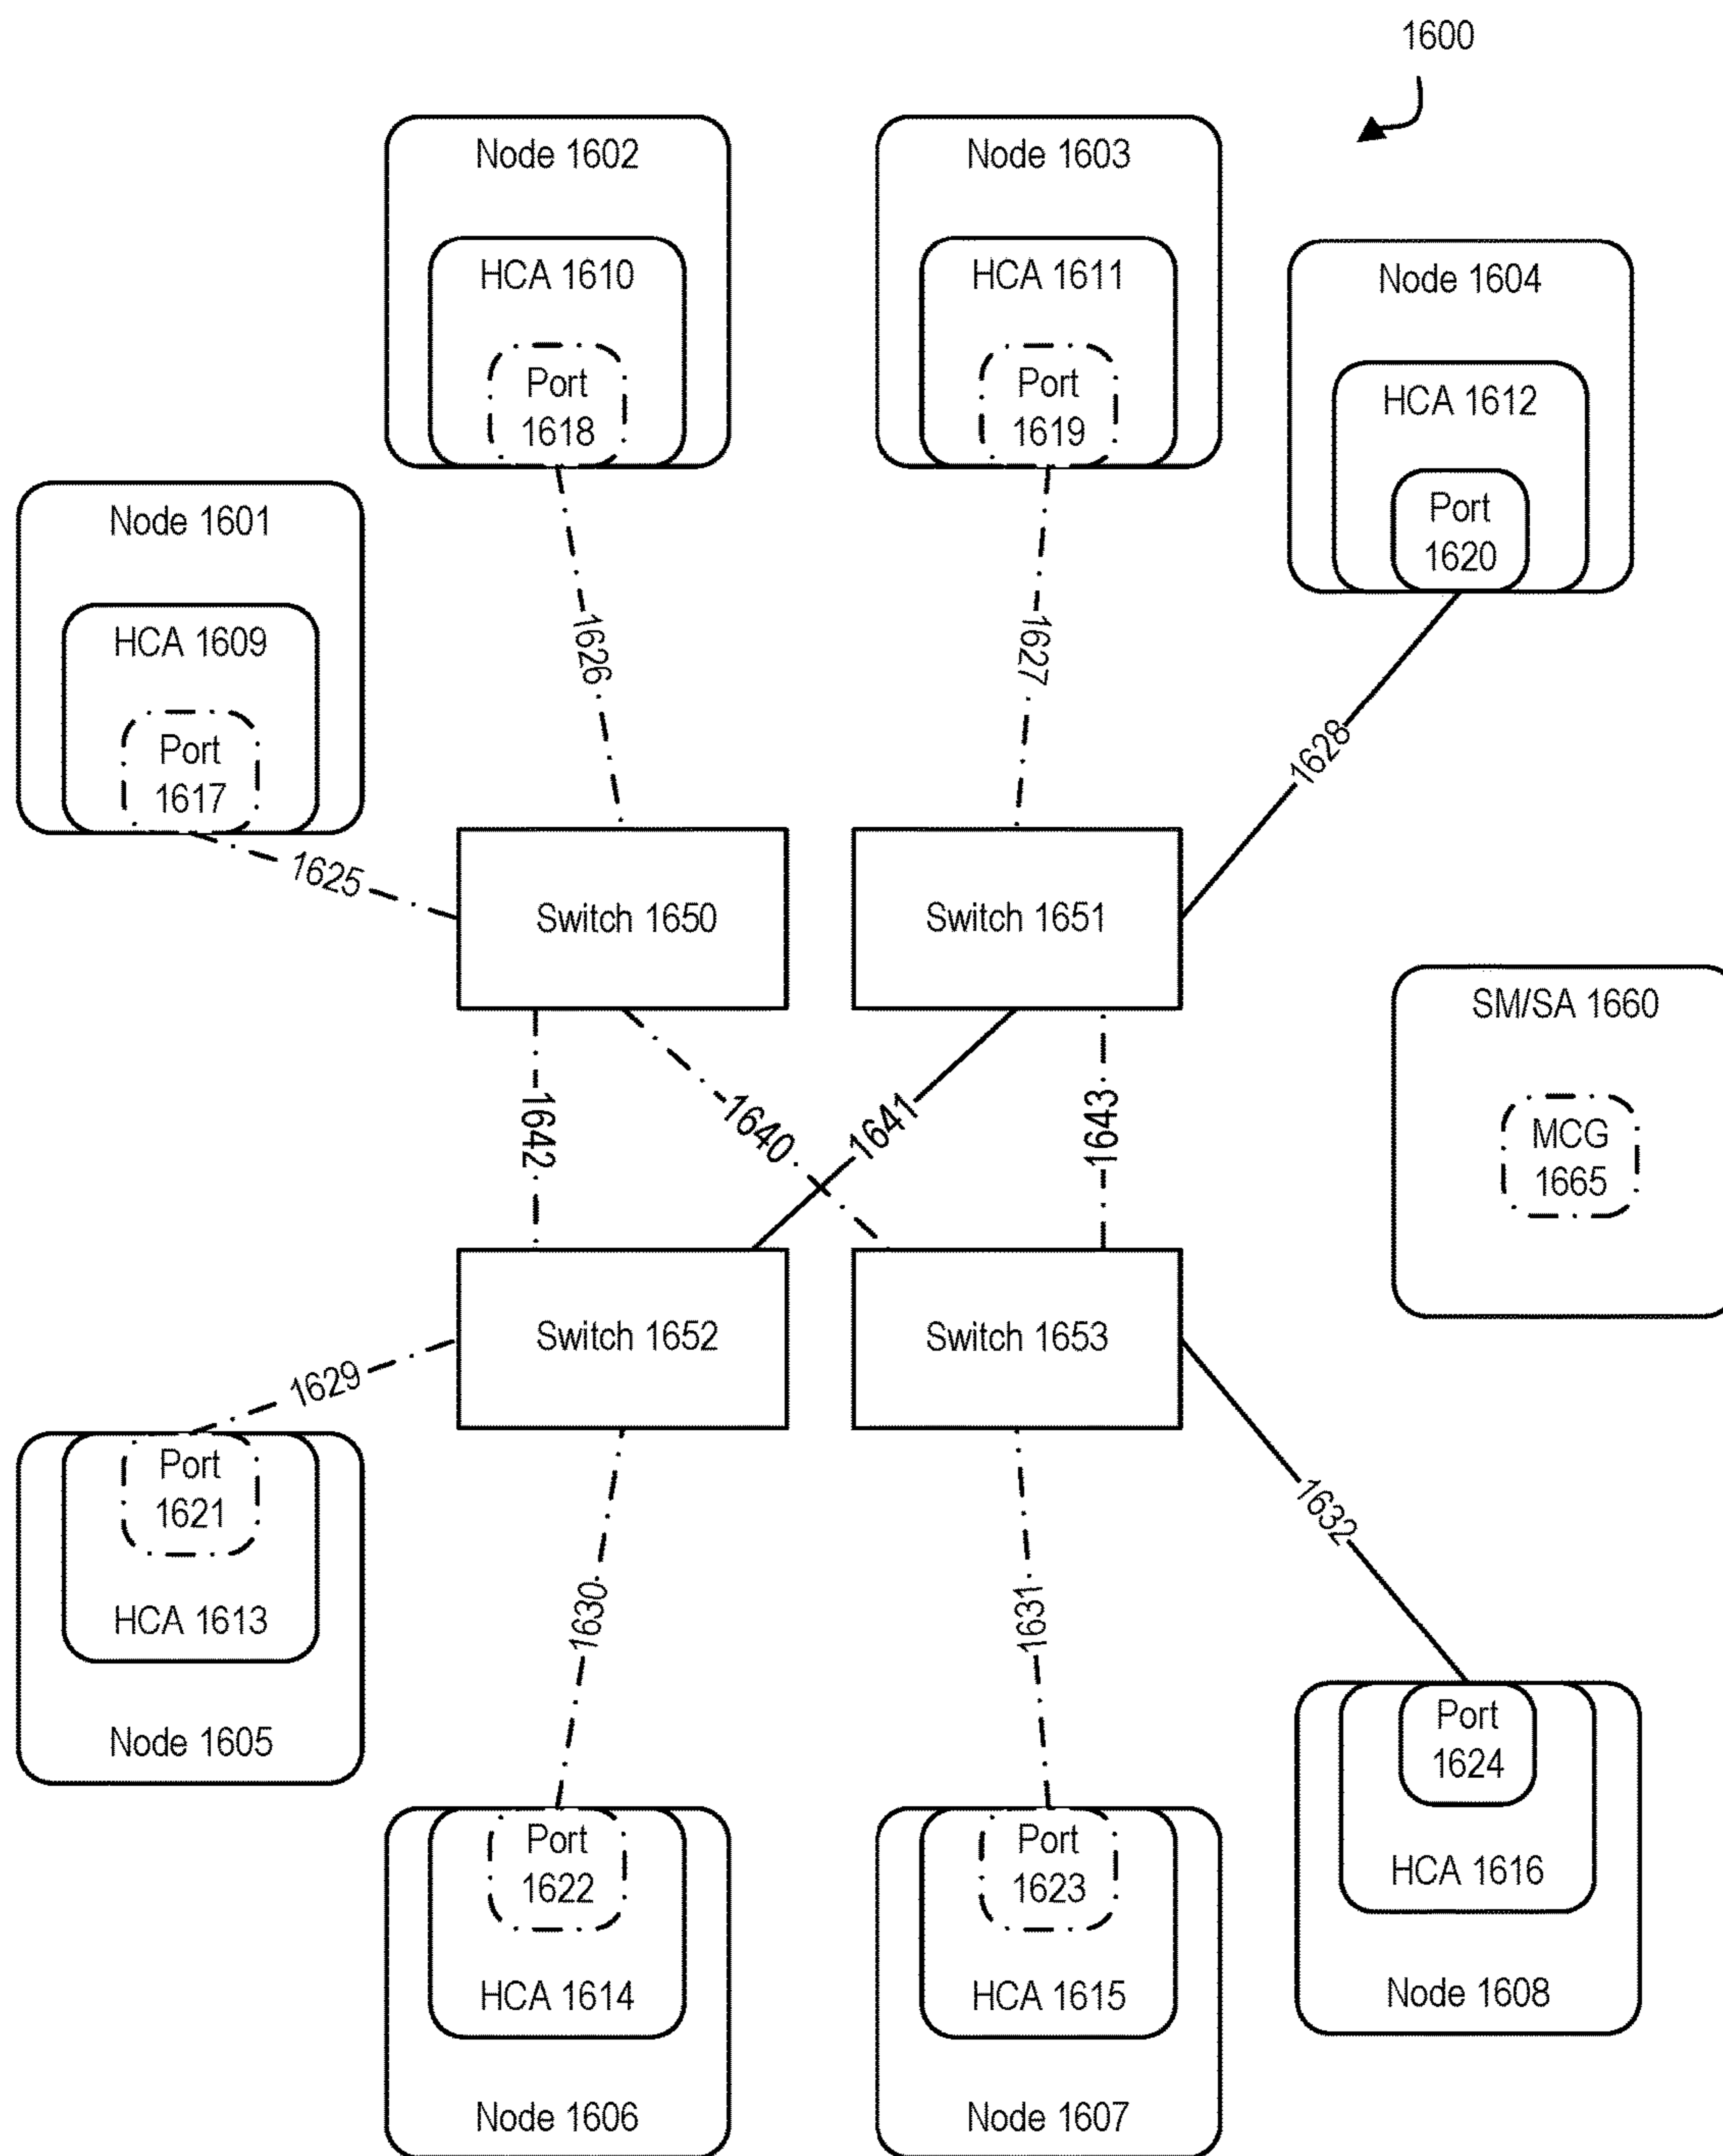 1600
Node 1602
HCA 1610
Port
1618
Node 1603
HCA 1611
Port
1619
Node 1604
HCA 1612
Port
1620
Node 1601
HCA 1609
Port
1617
1626
1627
1628
1625
Switch 1650
Switch 1651
SM/SA 1660
MCG
1665
1642
1640
1641
1643
Switch 1652
Switch 1653
1629
Port
1621
HCA 1613
Node 1605
1630
1631
1632
Port
1622
HCA 1614
Node 1606
Port
1623
HCA 1615
Node 1607
Port
1624
HCA 1616
Node 1608